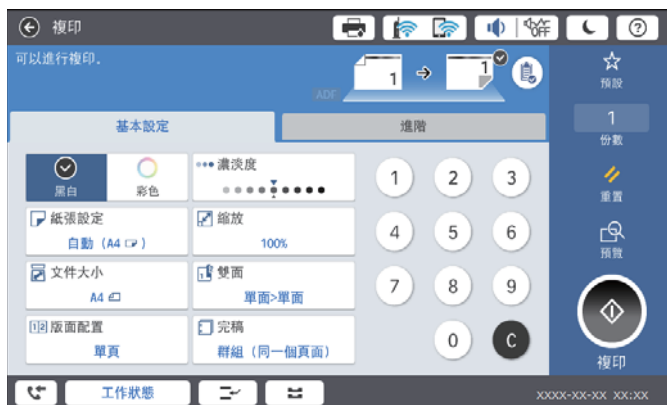 複印
OFF
?
可以進行複印.
1
1
ADF
預設
基本設定
進階
1
份數
黑白
彩色
濃淡度
1
2
3
重置
紙張設定
自動 (A4)
縮放
100%
4
5
6
預覽
文件大小
A4
雙面
單面>單面
7
8
9
12 版面配置
單頁
完稿
群組 (同一個頁面)
0
C
複印
工作狀態
XXXX-XX-XX XX:XX